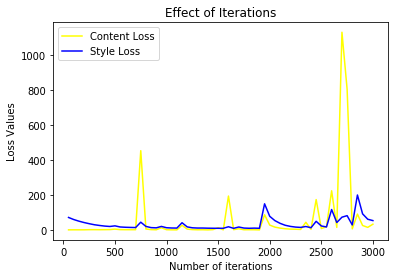 Effect of Iterations
Content Loss
Style Loss
Loss Values
1000
800
600
400
200
0
0 500 1000 1500 2000 2500 3000
Number of iterations